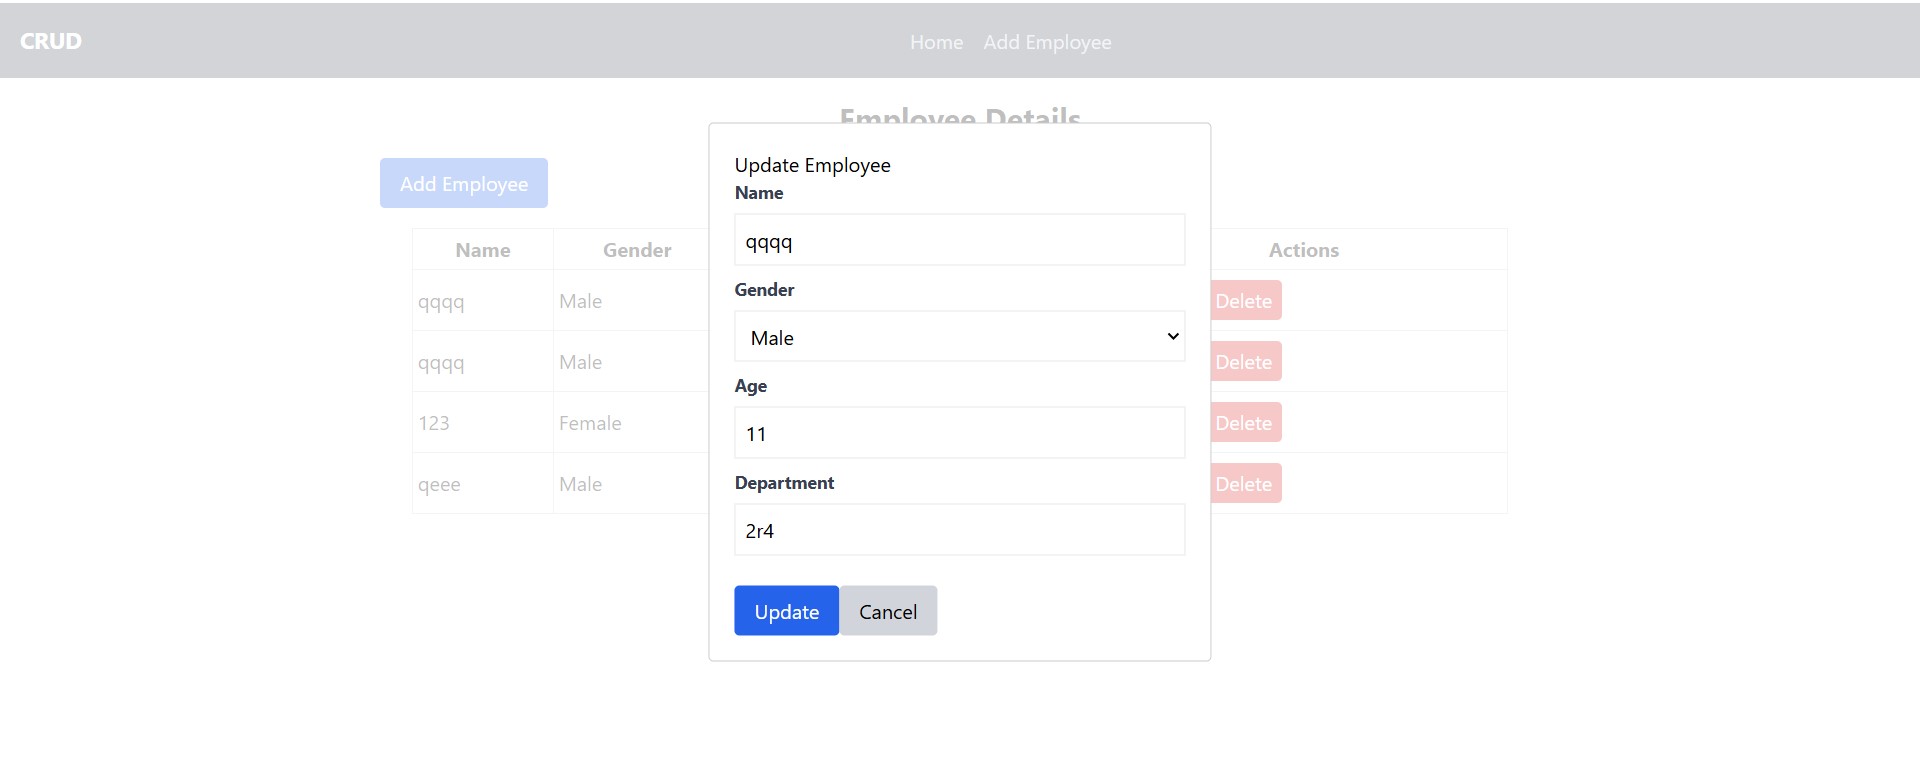 CRUD
Home Add Employee
Employee Details
Add Employee
Name Gender Actions
qqqq Male Delete
qqqq Male Delete
123 Female Delete
qeee Male Delete
Update Employee
Name
qqqq
Gender
Male
Age
11
Department
2r4
Update Cancel